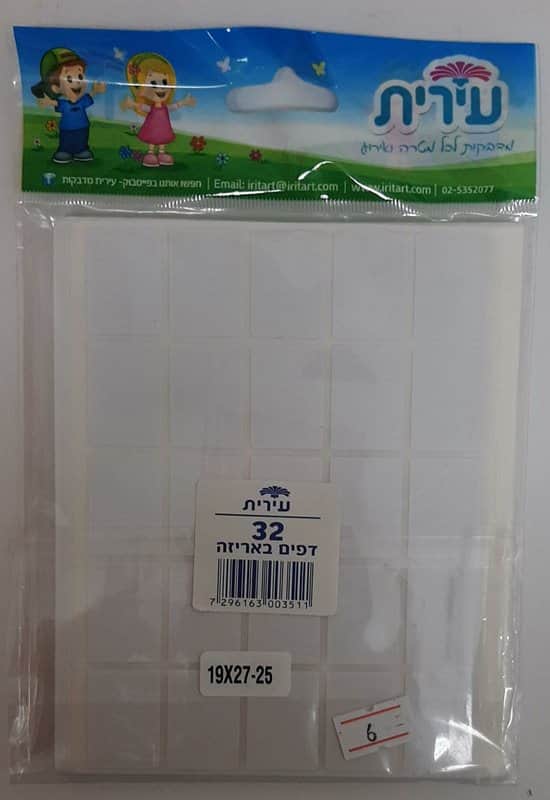 עירית
מדבקות לכל מטרה ואירוע
חפשו אותנו בפייסבוק- עירית מדבקות | Email: iritart@iritart.com | www.iritart.com | 02-5352077
עירית
32
דפים באריזה
7 296163 003511
19X27-25
6